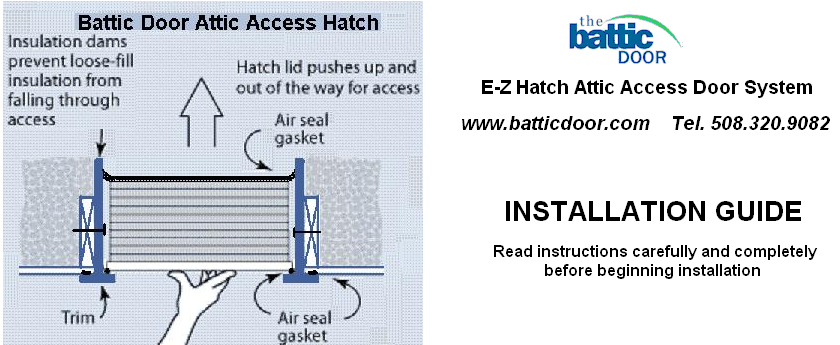 Battic Door Attic Access Hatch
Insulation dams
prevent loose-fill
insulation from
falling through
access
Hatch lid pushes up and
out of the way for access
Air seal
gasket
Trim
Air seal
gasket
the
battic
DOOR
E-Z Hatch Attic Access Door System
www.batticdoor.com Tel. 508.320.9082
INSTALLATION GUIDE
Read instructions carefully and completely
before beginning installation